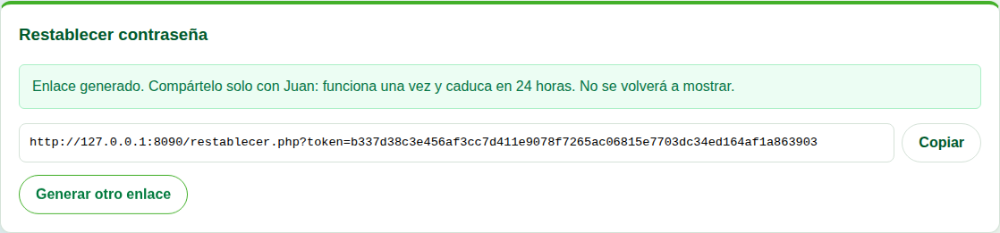 Restablecer contraseña
Enlace generado. Compártelo solo con Juan: funciona una vez y caduca en 24 horas. No se volverá a mostrar.
http://127.0.0.1:8090/restablecer.php?token=b337d38c3e456af3cc7d411e9078f7265ac06815e7703dc34ed164af1a863903
Copiar
Generar otro enlace